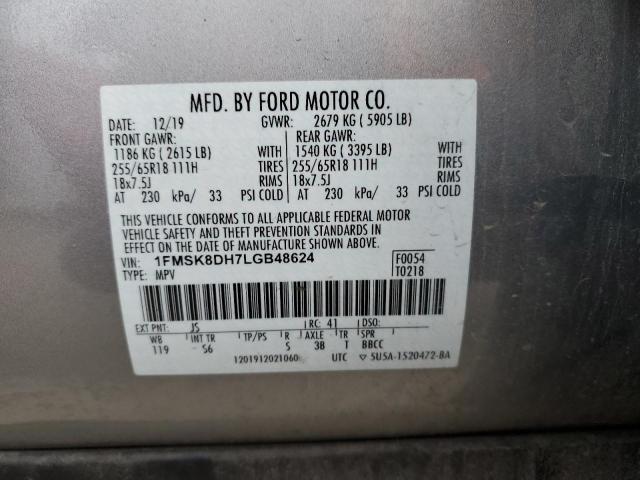 MFD. BY FORD MOTOR CO.
DATE: 12/19 GVWR: 2679 KG ( 5905 LB)
FRONT GAWR: REAR GAWR:
1186 KG ( 2615 LB) WITH 1540 KG ( 3395 LB) WITH
255/65R18 111H TIRES 255/65R18 111H TIRES
18x7.5J RIMS 18x7.5J RIMS
AT 230 kPa/ 33 PSI COLD AT 230 kPa/ 33 PSI COLD
THIS VEHICLE CONFORMS TO ALL APPLICABLE FEDERAL MOTOR
VEHICLE SAFETY AND THEFT PREVENTION STANDARDS IN
EFFECT ON THE DATE OF MANUFACTURE SHOWN ABOVE.
VIN: 1FMSK8DH7LGB48624 F0054
TYPE: MPV T0218
EXT PNT: JS RC: 41 DSO:
WB INT TR TP/PS R AXLE TR SPR
119 S6 S 3B T BBCC
1201912021060 UTC ▽ 5U5A-1520472-BA